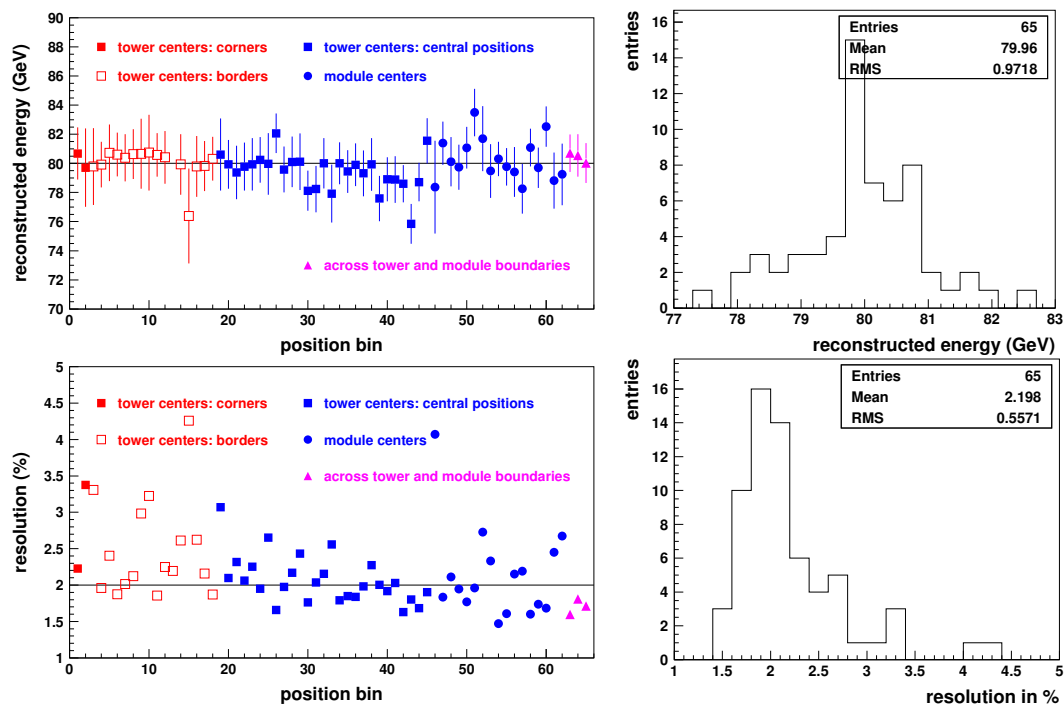 reconstructed energy (GeV)
90
88
86
84
82
80
78
76
74
72
70
tower centers: corners
tower centers: borders
tower centers: central positions
module centers
across tower and module boundaries
0 10 20 30 40 50 60
position bin
entries
16
14
12
10
8
6
4
2
0
Entries 65
Mean 79.96
RMS 0.9718
77 78 79 80 81 82 83
reconstructed energy (GeV)
resolution (%)
5
4.5
4
3.5
3
2.5
2
1.5
1
tower centers: corners
tower centers: borders
tower centers: central positions
module centers
across tower and module boundaries
0 10 20 30 40 50 60
position bin
entries
16
14
12
10
8
6
4
2
0
Entries 65
Mean 2.198
RMS 0.5571
1 1.5 2 2.5 3 3.5 4 4.5 5
resolution in %